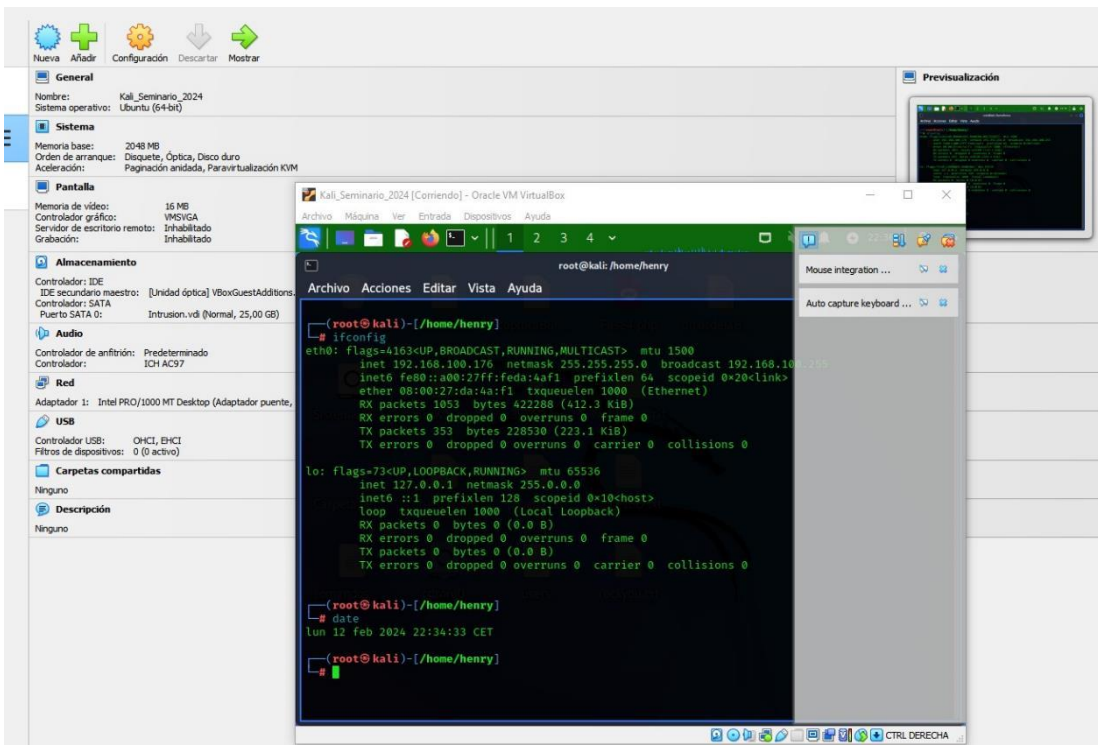 Nueva Añadir Configuración Descartar Mostrar
General
Nombre: Kali_Seminario_2024
Sistema operativo: Ubuntu (64-bit)
Sistema
Memoria base: 2048 MB
Orden de arranque: Disquete, Óptica, Disco duro
Aceleración: Paginación anidada, Paravirtualización KVM
Pantalla
Memoria de vídeo: 16 MB
Controlador gráfico: VMSVGA
Servidor de escritorio remoto: Inhabilitado
Grabación: Inhabilitado
Almacenamiento
Controlador: IDE
IDE secundario maestro: [Unidad óptica] VBoxGuestAdditions.
Controlador: SATA
Puerto SATA 0: Intrusion.vdi (Normal, 25,00 GB)
Audio
Controlador de anfitrión: Predeterminado
Controlador: ICH AC97
Red
Adaptador 1: Intel PRO/1000 MT Desktop (Adaptador puente,
USB
Controlador USB: OHCI, EHCI
Filtros de dispositivos: 0 (0 activo)
Carpetas compartidas
Ninguno
Descripción
Ninguno
Previsualización
Kali_Seminario_2024 [Corriendo] - Oracle VM VirtualBox
Archivo Máquina Ver Entrada Dispositivos Ayuda
1 2 3 4
root@kali: /home/henry
Archivo Acciones Editar Vista Ayuda
Mouse integration ...
Auto capture keyboard ...
(root㉿kali)-[/home/henry]
# ifconfig
eth0: flags=4163<UP,BROADCAST,RUNNING,MULTICAST> mtu 1500
inet 192.168.100.176 netmask 255.255.255.0 broadcast 192.168.100.255
inet6 fe80::a00:27ff:feda:4af1 prefixlen 64 scopeid 0×20<link>
ether 08:00:27:da:4a:f1 txqueuelen 1000 (Ethernet)
RX packets 1053 bytes 422288 (412.3 KiB)
RX errors 0 dropped 0 overruns 0 frame 0
TX packets 353 bytes 228530 (223.1 KiB)
TX errors 0 dropped 0 overruns 0 carrier 0 collisions 0
lo: flags=73<UP,LOOPBACK,RUNNING> mtu 65536
inet 127.0.0.1 netmask 255.0.0.0
inet6 ::1 prefixlen 128 scopeid 0×10<host>
loop txqueuelen 1000 (Local Loopback)
RX packets 0 bytes 0 (0.0 B)
RX errors 0 dropped 0 overruns 0 frame 0
TX packets 0 bytes 0 (0.0 B)
TX errors 0 dropped 0 overruns 0 carrier 0 collisions 0
(root㉿kali)-[/home/henry]
# date
lun 12 feb 2024 22:34:33 CET
(root㉿kali)-[/home/henry]
#
CTRL DERECHA